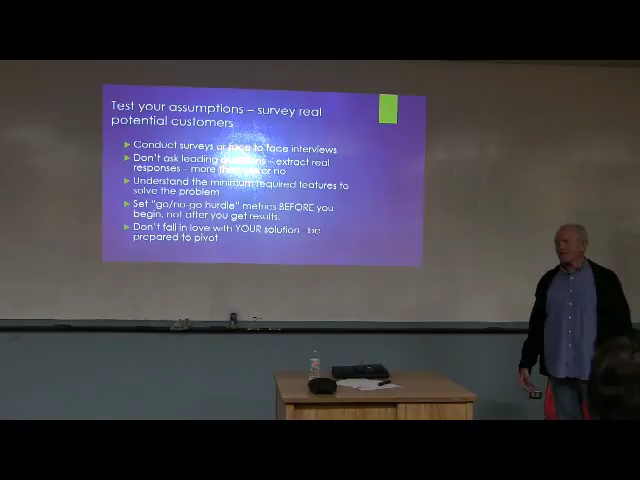 Test your assumptions – survey real
potential customers
Conduct surveys or face to face interviews
Don't ask leading questions – extract real
responses – more than yes or no
Understand the minimum required features to
solve the problem
Set "go/no-go hurdle" metrics BEFORE you
begin, not after you get results.
Don't fall in love with YOUR solution – be
prepared to pivot